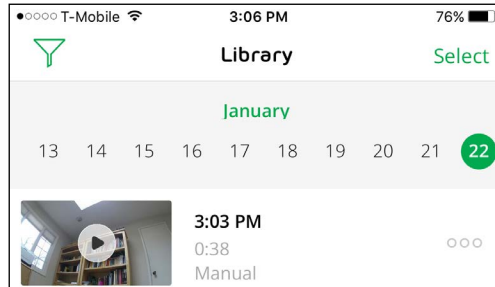 T-Mobile 3:06 PM 76%
Library Select
January
13 14 15 16 17 18 19 20 21 22
3:03 PM
0:38
Manual